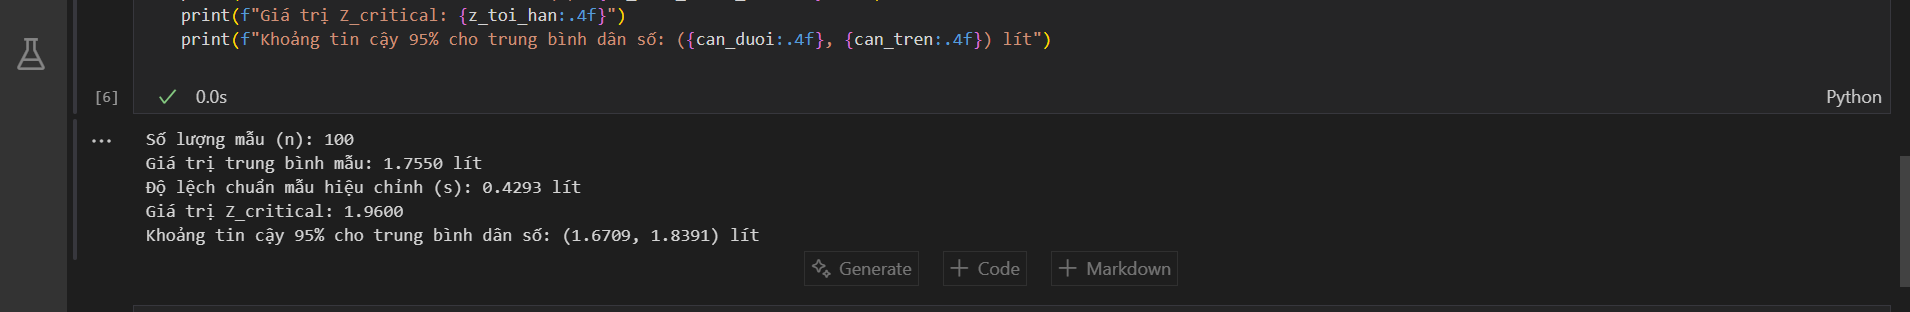 print(f"Giá trị Z_critical: {z_toi_han:.4f}")
print(f"Khoảng tin cậy 95% cho trung bình dân số: ({can_duoi:.4f}, {can_tren:.4f}) lít")
[6]
0.0s
Python
Số lượng mẫu (n): 100
Giá trị trung bình mẫu: 1.7550 lít
Độ lệch chuẩn mẫu hiệu chỉnh (s): 0.4293 lít
Giá trị Z_critical: 1.9600
Khoảng tin cậy 95% cho trung bình dân số: (1.6709, 1.8391) lít
Generate
+ Code
+ Markdown